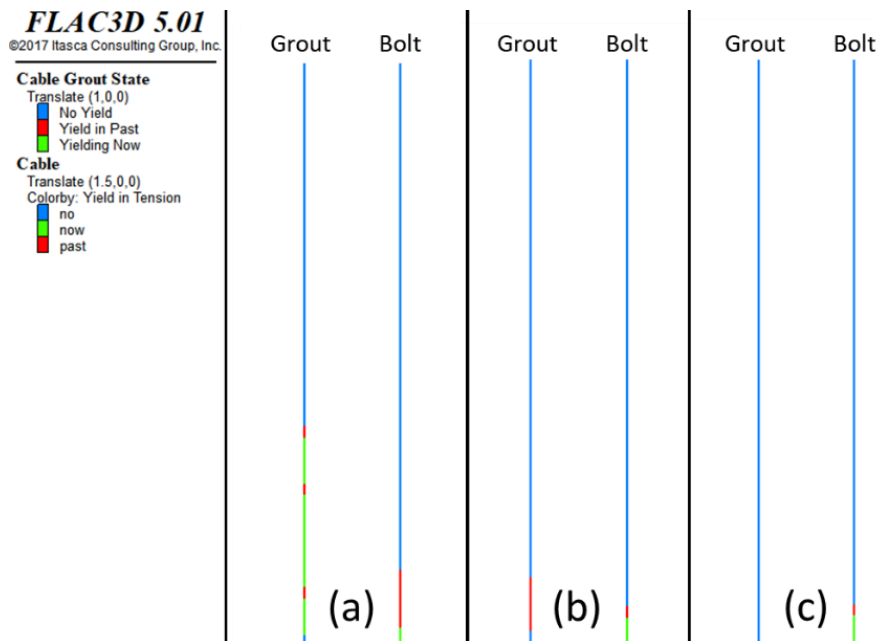 FLAC3D 5.01
©2017 Itasca Consulting Group, Inc.
Cable Grout State
Translate (1,0,0)
No Yield
Yield in Past
Yielding Now
Cable
Translate (1.5,0,0)
Colorby: Yield in Tension
no
now
past
Grout Bolt
(a)
Grout Bolt
(b)
Grout Bolt
(c)